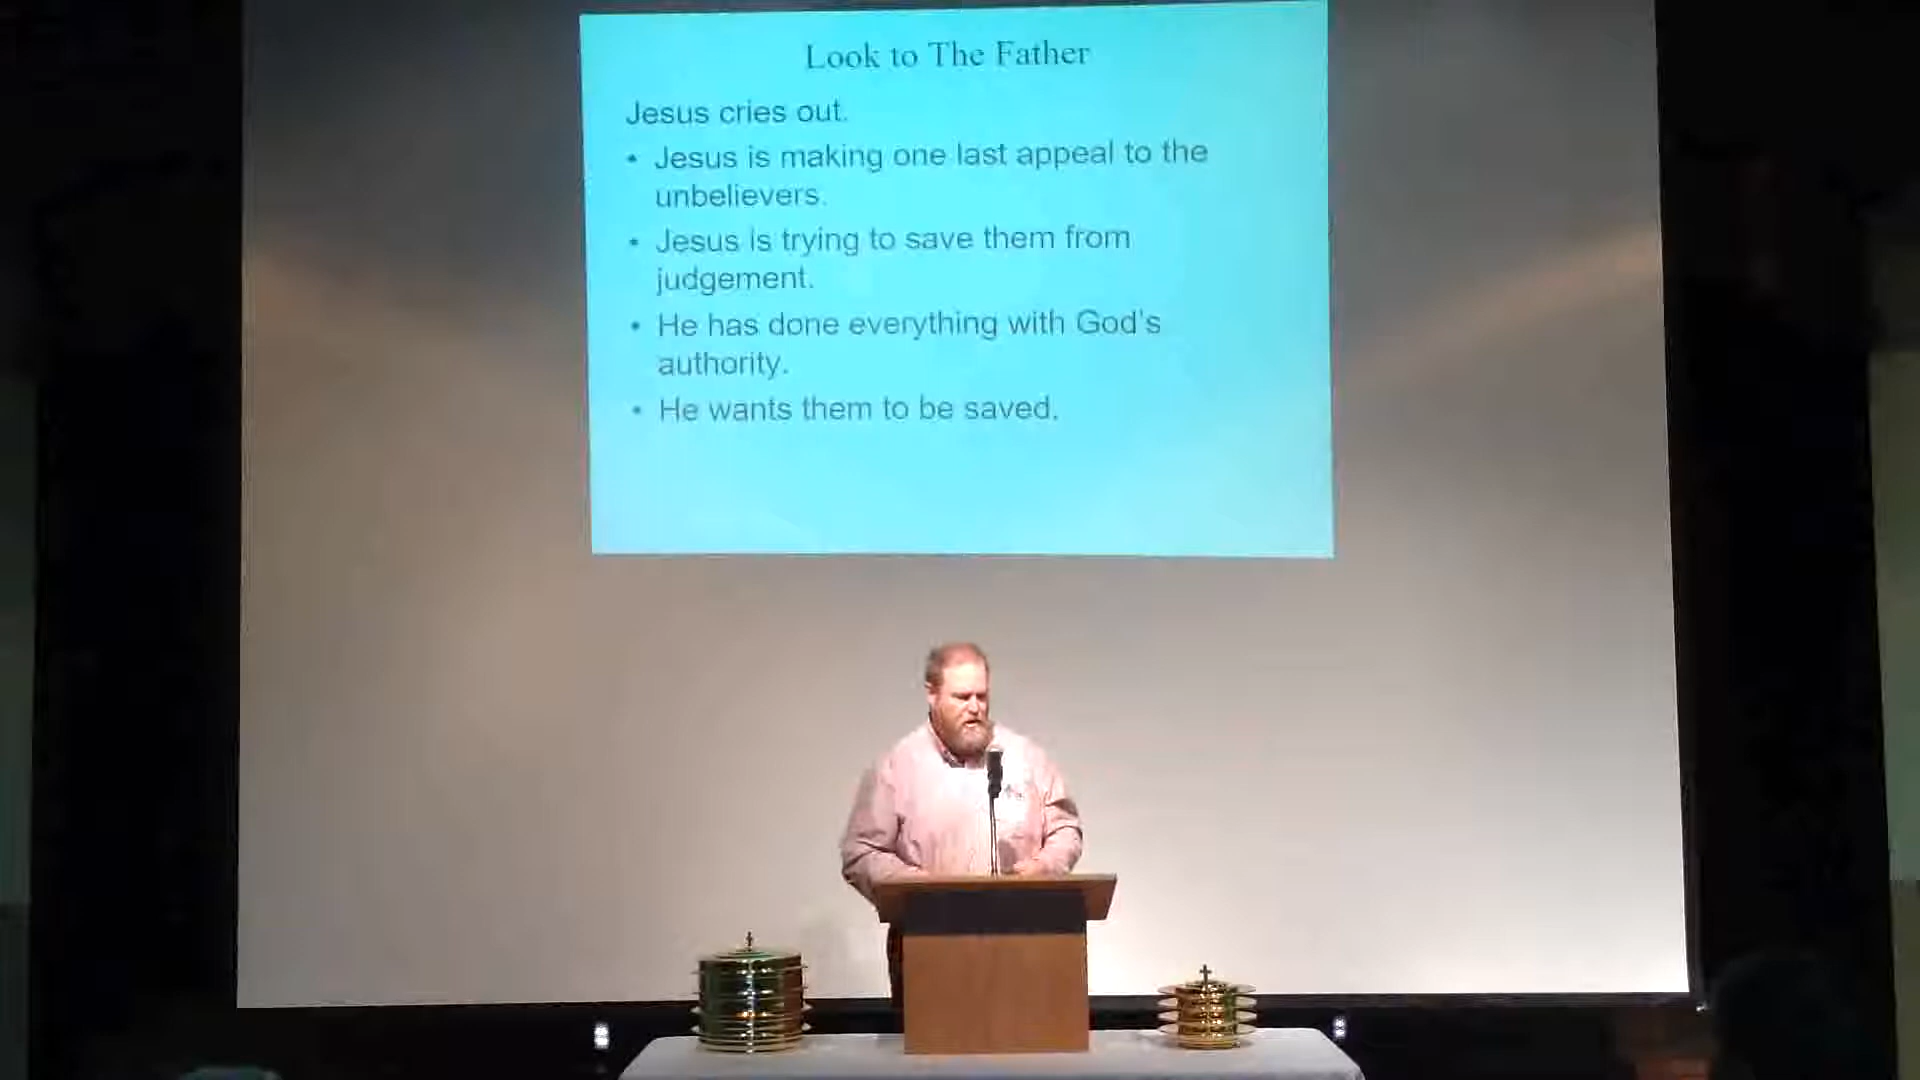 Look to The Father
Jesus cries out.
• Jesus is making one last appeal to the
unbelievers.
• Jesus is trying to save them from
judgement.
• He has done everything with God's
authority.
• He wants them to be saved.